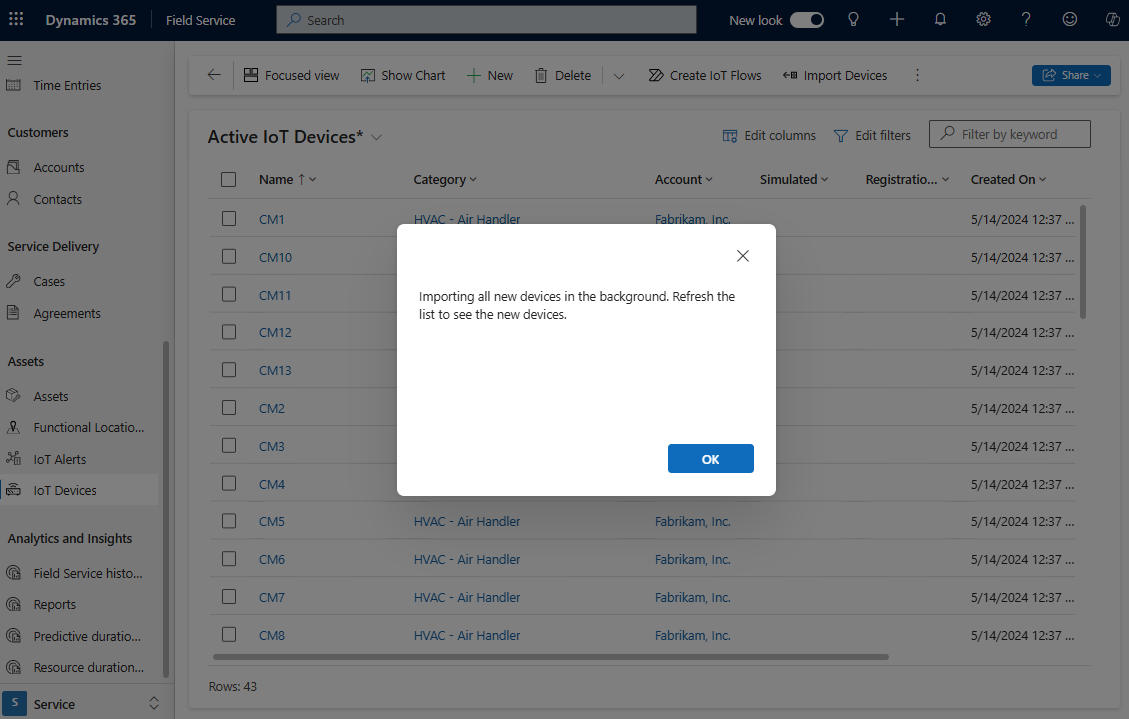 Dynamics 365 Field Service Search New look
Time Entries
Customers
Accounts
Contacts
Service Delivery
Cases
Agreements
Assets
Assets
Functional Locatio...
IoT Alerts
IoT Devices
Analytics and Insights
Field Service histo...
Reports
Predictive duratio...
Resource duration...
S Service
Focused view Show Chart New Delete Create IoT Flows Import Devices Share
Active IoT Devices* Edit columns Edit filters Filter by keyword
Name Category Account Simulated Registratio... Created On
CM1 HVAC - Air Handler Fabrikam, Inc. 5/14/2024 12:37 ...
CM10 5/14/2024 12:37 ...
CM11 5/14/2024 12:37 ...
CM12 5/14/2024 12:37 ...
CM13 5/14/2024 12:37 ...
CM2 5/14/2024 12:37 ...
CM3 5/14/2024 12:37 ...
CM4 5/14/2024 12:37 ...
CM5 HVAC - Air Handler Fabrikam, Inc. 5/14/2024 12:37 ...
CM6 HVAC - Air Handler Fabrikam, Inc. 5/14/2024 12:37 ...
CM7 HVAC - Air Handler Fabrikam, Inc. 5/14/2024 12:37 ...
CM8 HVAC - Air Handler Fabrikam, Inc. 5/14/2024 12:37 ...
Rows: 43
Importing all new devices in the background. Refresh the
list to see the new devices.
OK